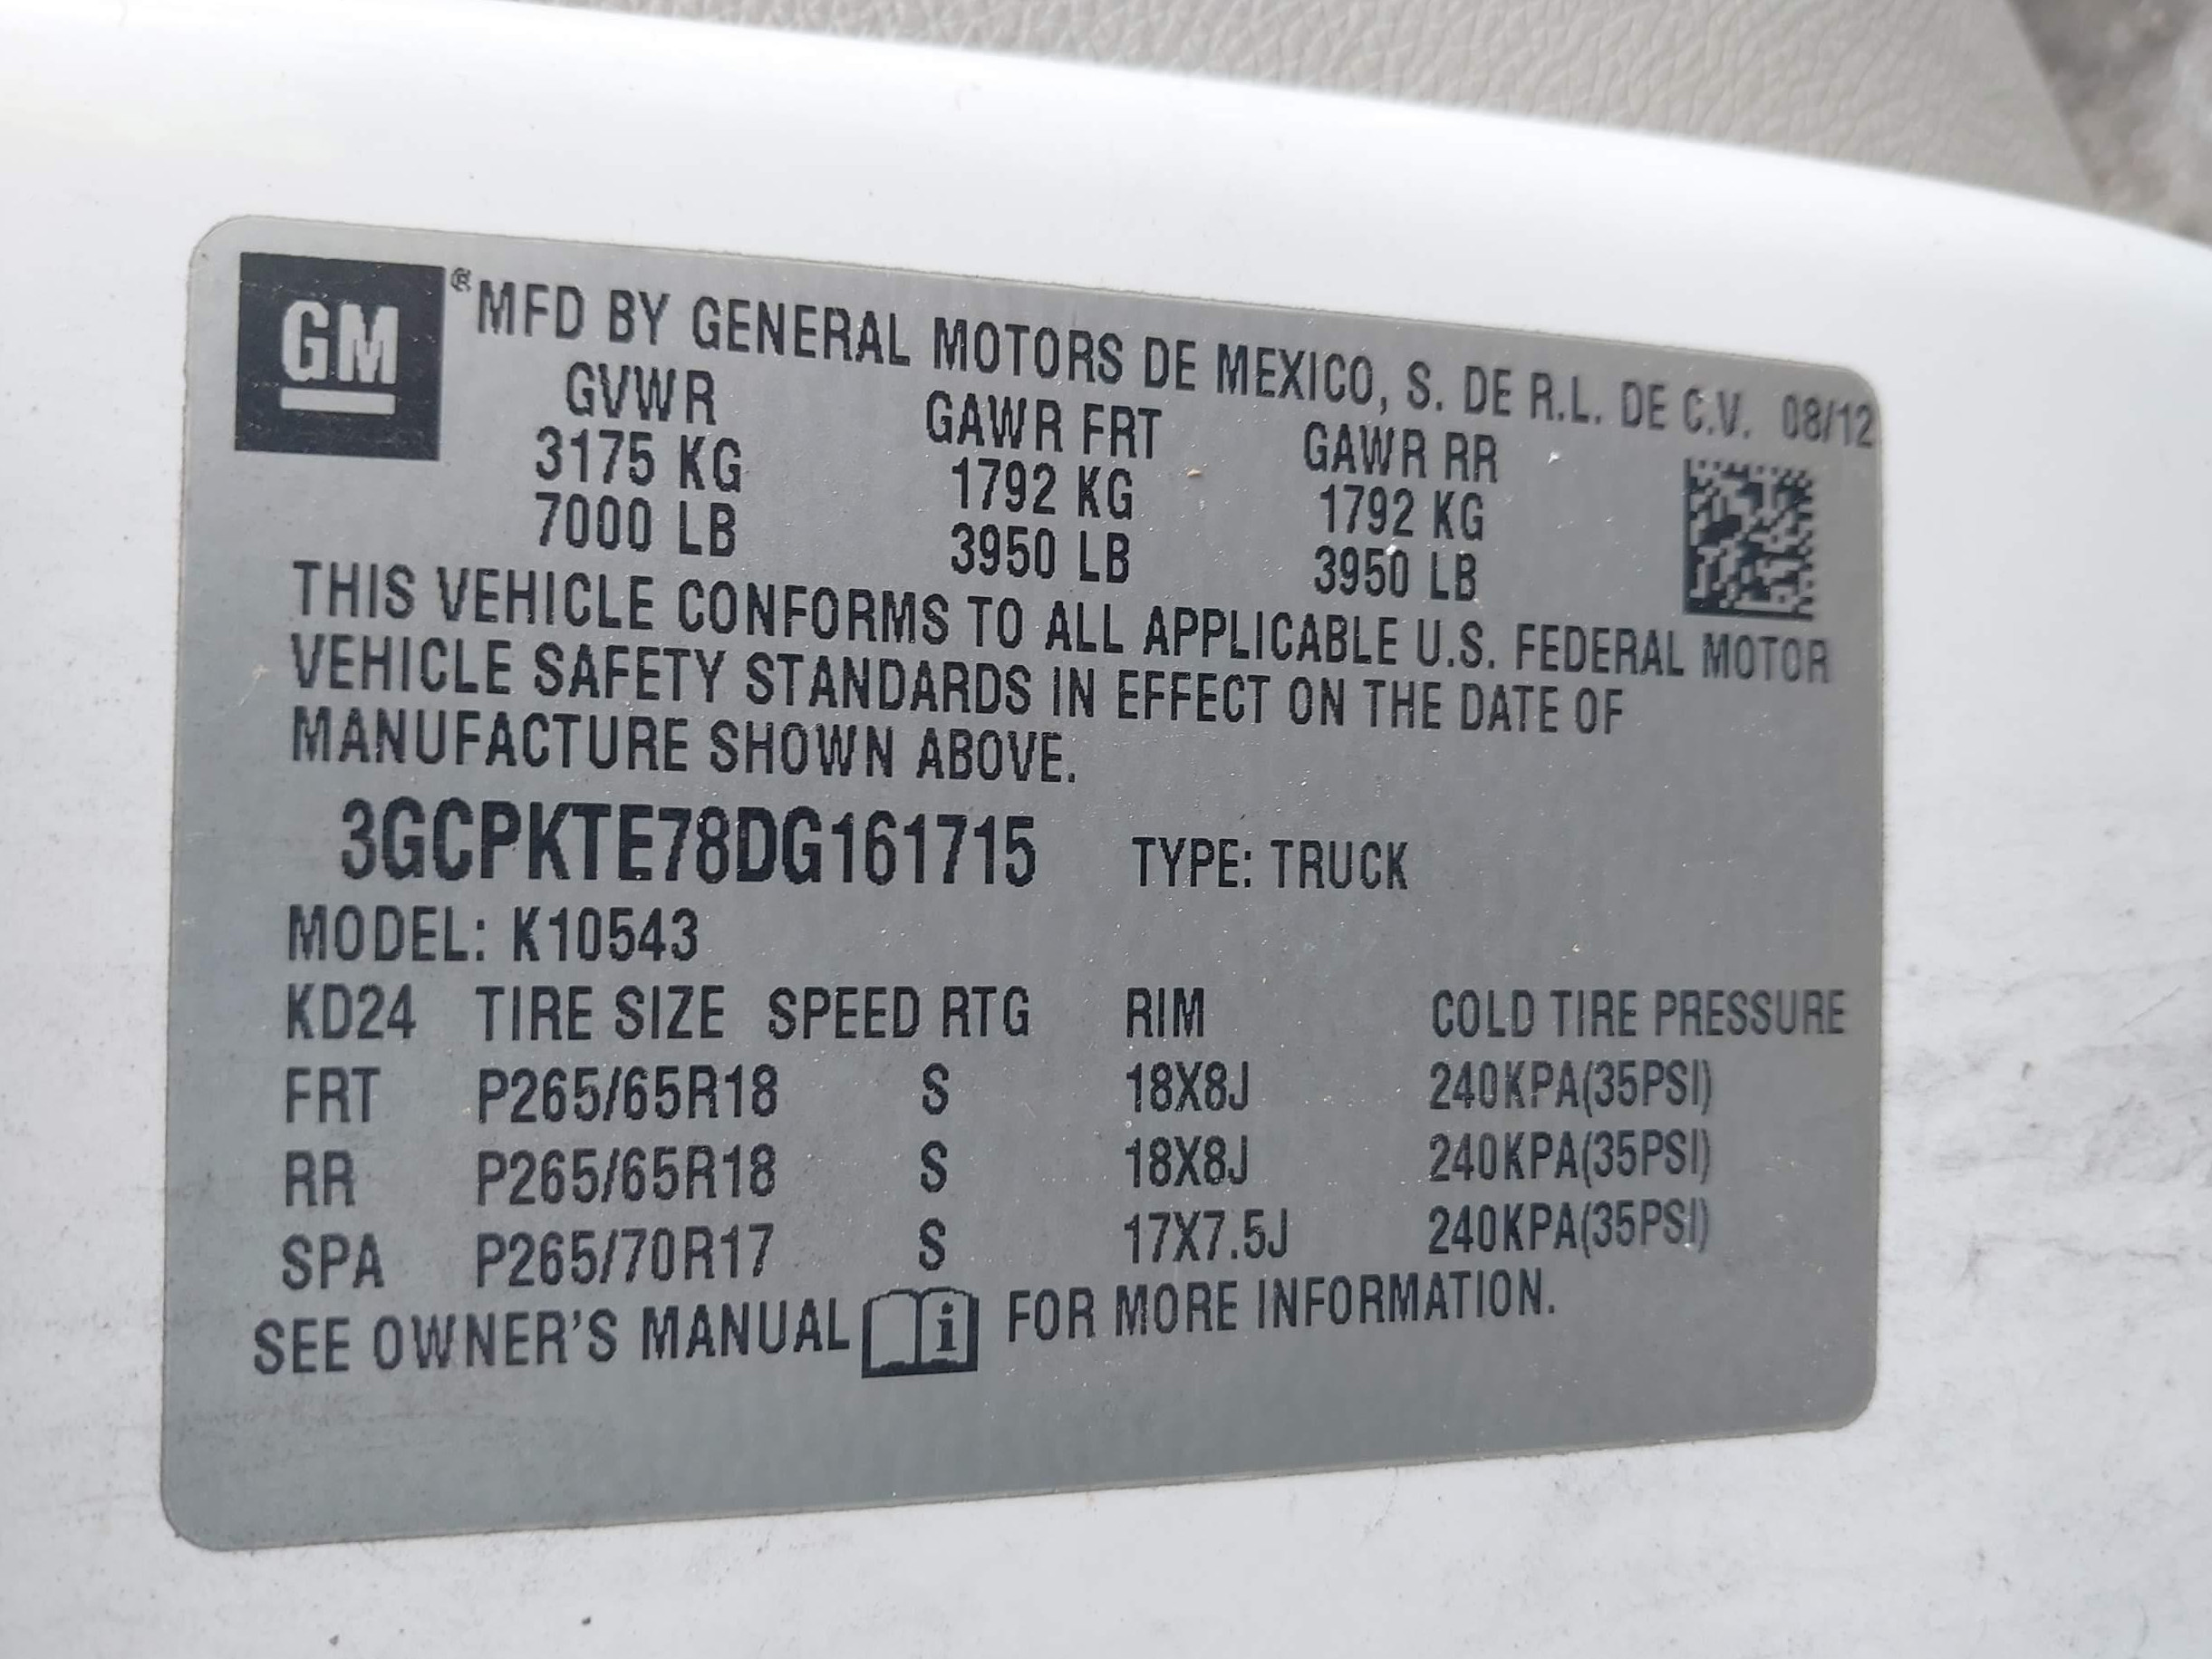 GM ® MFD BY GENERAL MOTORS DE MEXICO, S. DE R.L. DE C.V. 08/12
GVWR GAWR FRT GAWR RR
3175 KG 1792 KG 1792 KG
7000 LB 3950 LB 3950 LB
THIS VEHICLE CONFORMS TO ALL APPLICABLE U.S. FEDERAL MOTOR
VEHICLE SAFETY STANDARDS IN EFFECT ON THE DATE OF
MANUFACTURE SHOWN ABOVE.
3GCPKTE78DG161715 TYPE: TRUCK
MODEL: K10543
KD24 TIRE SIZE SPEED RTG RIM COLD TIRE PRESSURE
FRT P265/65R18 S 18X8J 240KPA(35PSI)
RR P265/65R18 S 18X8J 240KPA(35PSI)
SPA P265/70R17 S 17X7.5J 240KPA(35PSI)
SEE OWNER'S MANUAL i FOR MORE INFORMATION.